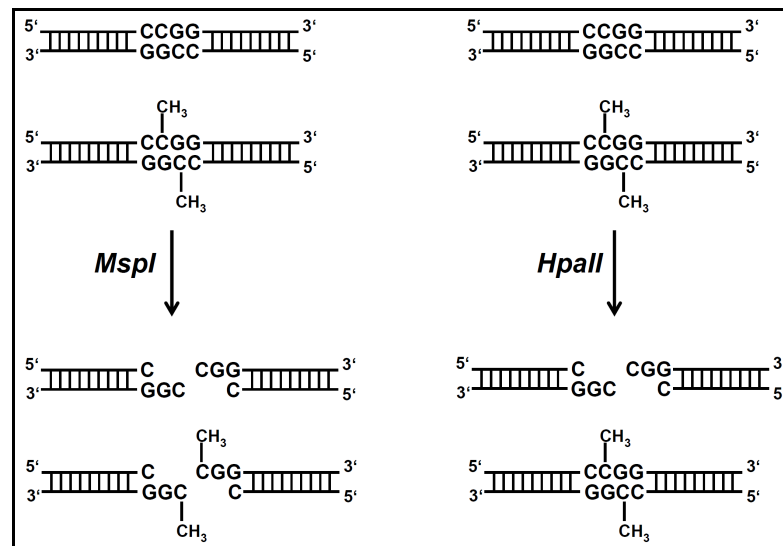 5‘ CCGG 3‘
3‘ GGCC 5‘
CH3
5‘ CCGG 3‘
3‘ GGCC 5‘
CH3
MspI
5‘ C CGG 3‘
3‘ GGC C 5‘
CH3
5‘ C CGG 3‘
3‘ GGC C 5‘
CH3
5‘ CCGG 3‘
3‘ GGCC 5‘
CH3
5‘ CCGG 3‘
3‘ GGCC 5‘
CH3
HpaII
5‘ C CGG 3
3‘ GGC C 5
CH3
5‘ CCGG 3‘
3‘ GGCC 5‘
CH3